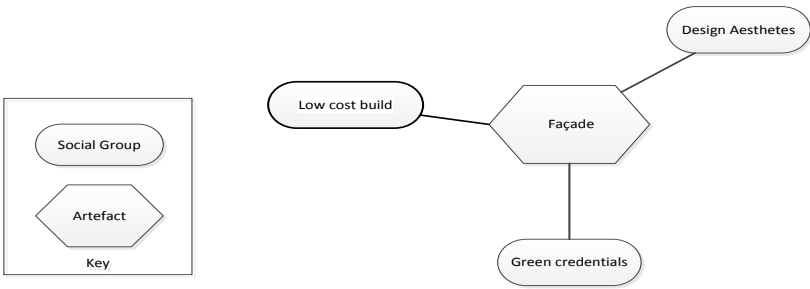 Design Aesthetes
Low cost build
Façade
Social Group
Artefact
Key
Green credentials